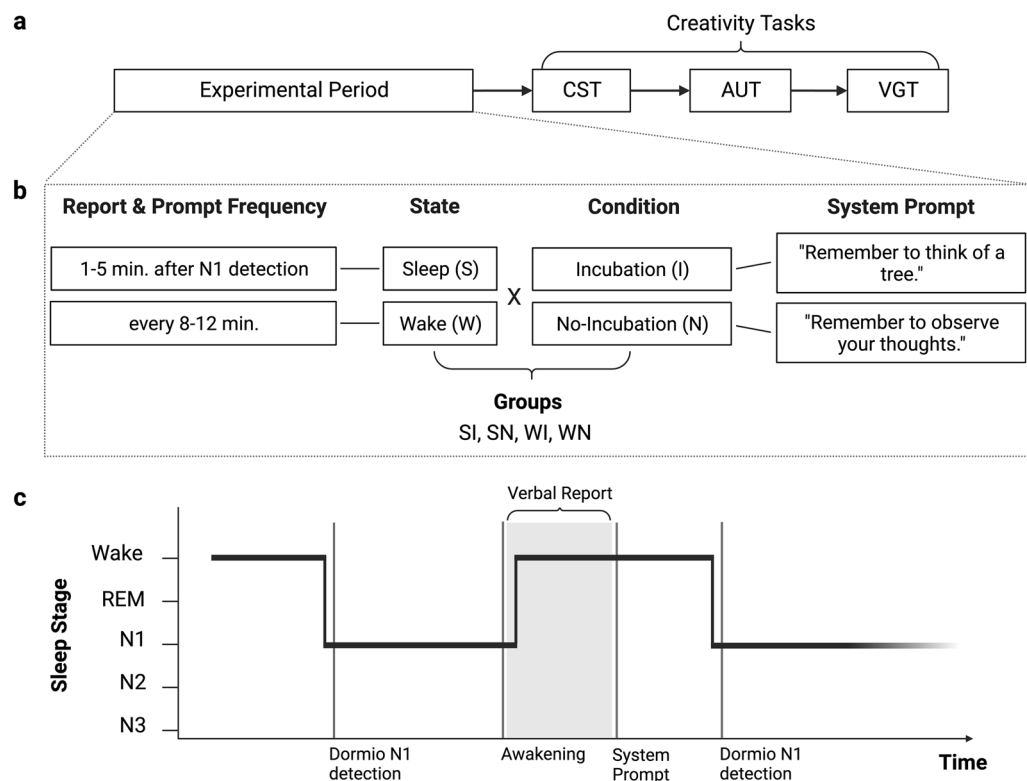 a
Creativity Tasks
Experimental Period
CST
AUT
VGT
b
Report & Prompt Frequency
State
Condition
System Prompt
1-5 min. after N1 detection
Sleep (S)
Incubation (I)
"Remember to think of a
tree."
X
every 8-12 min.
Wake (W)
No-Incubation (N)
"Remember to observe
your thoughts."
Groups
SI, SN, WI, WN
c
Verbal Report
Sleep Stage
Wake
REM
N1
N2
N3
Dormio N1
detection
Awakening
System
Prompt
Dormio N1
detection
Time